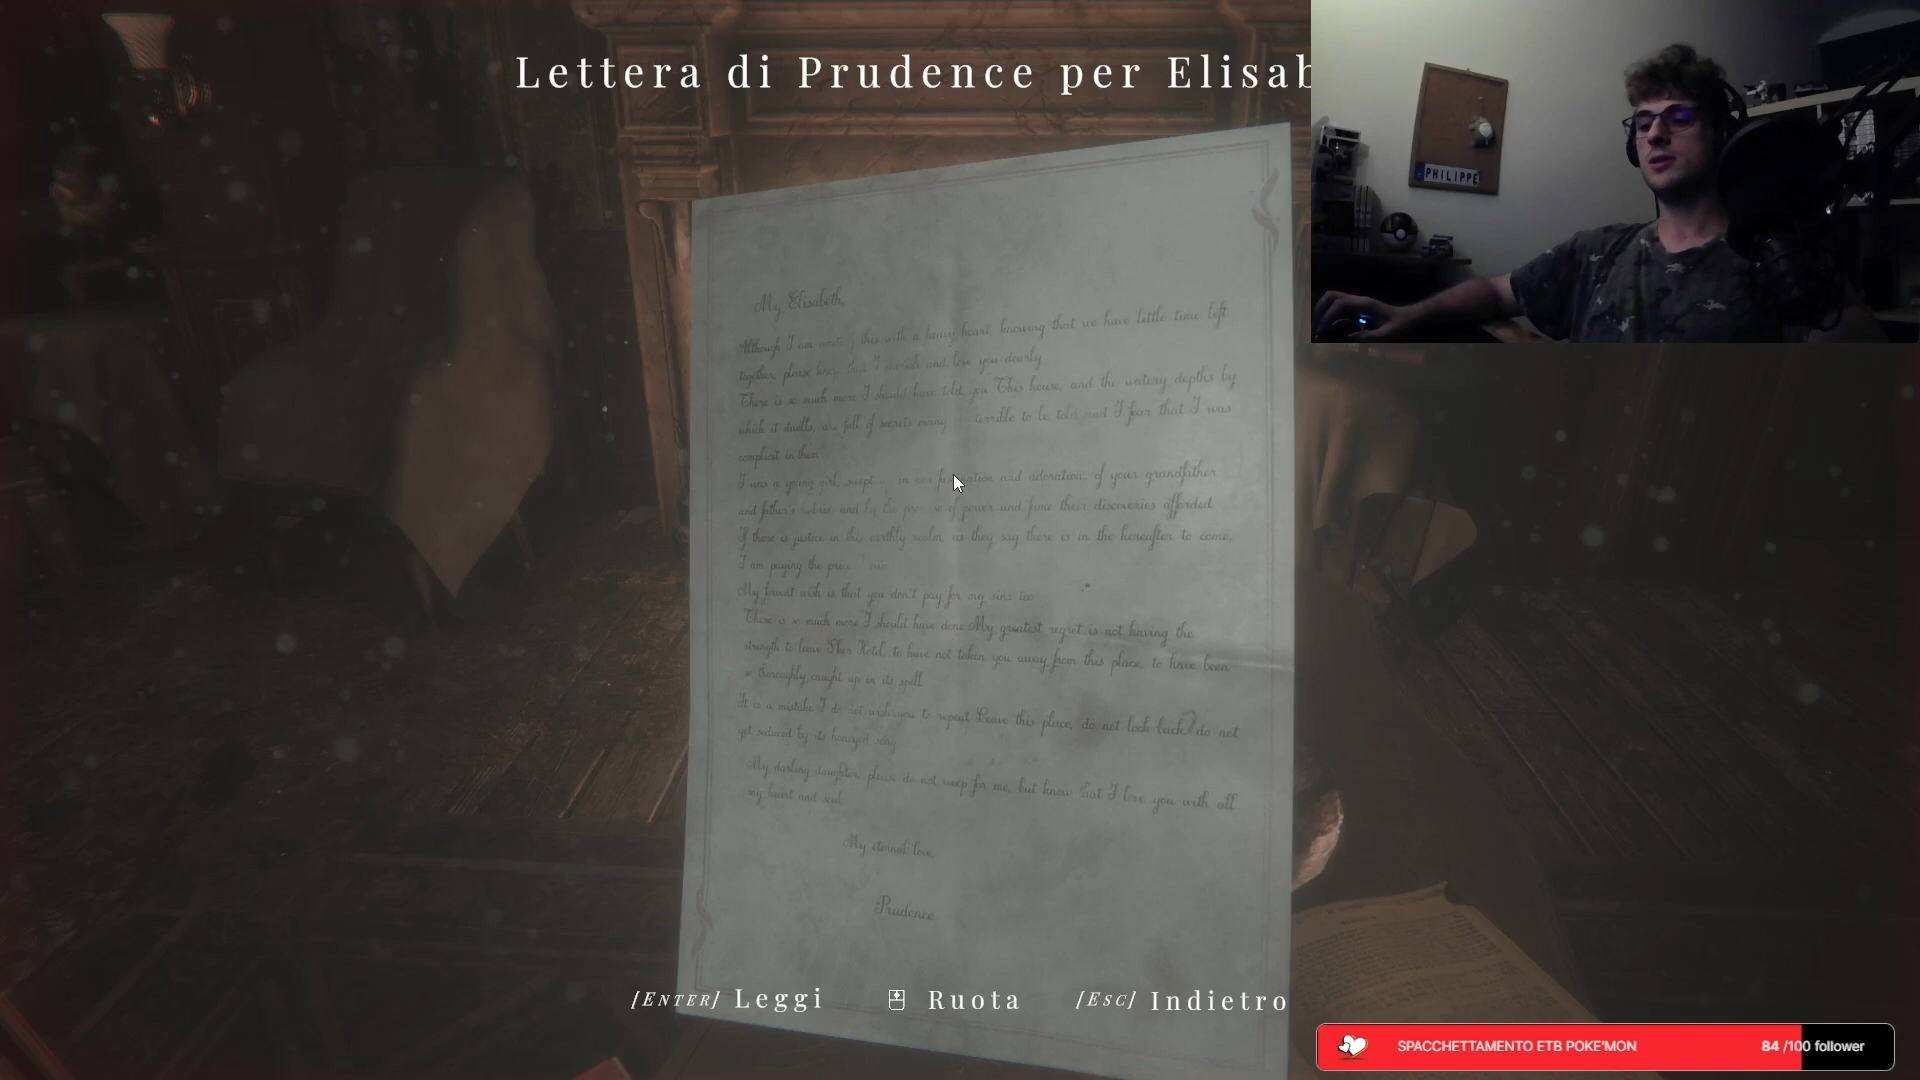 Lettera di Prudence per Elisab
PHILIPPE
My Elisabeth,
Although I am this with a heavy heart, knowing that we have little time left
together, please know that I cherish and love you dearly
There is so much more I should have told you This house, and the watery depths by
which it dwells, are full of secrets many terrible to be told and I fear that I was
complicit in them
I was a young girl, swept in and adoration of your grandfather
and father's and by the of power and fame their discoveries afforded
If there is justice in this earthly realm, as they say there is in the hereafter to come,
I am paying the price
My fervent wish is that you don't pay for my sins too
There is so much more I should have done My greatest regret is not having the
strength to leave Hotel, to have not taken you away from this place, to have been
so thoroughly caught up in its spell
It is a mistake I do not wish you to repeat Leave this place, do not look back, do not
get seduced by its honeyed song
My darling daughter, please do not weep for me, but know that I love you with all
my heart and soul
My eternal love,
Prudence
[ENTER] Leggi Ruota [ESC] Indietro
SPACCHETTAMENTO ETB POKE'MON 84 /100 follower